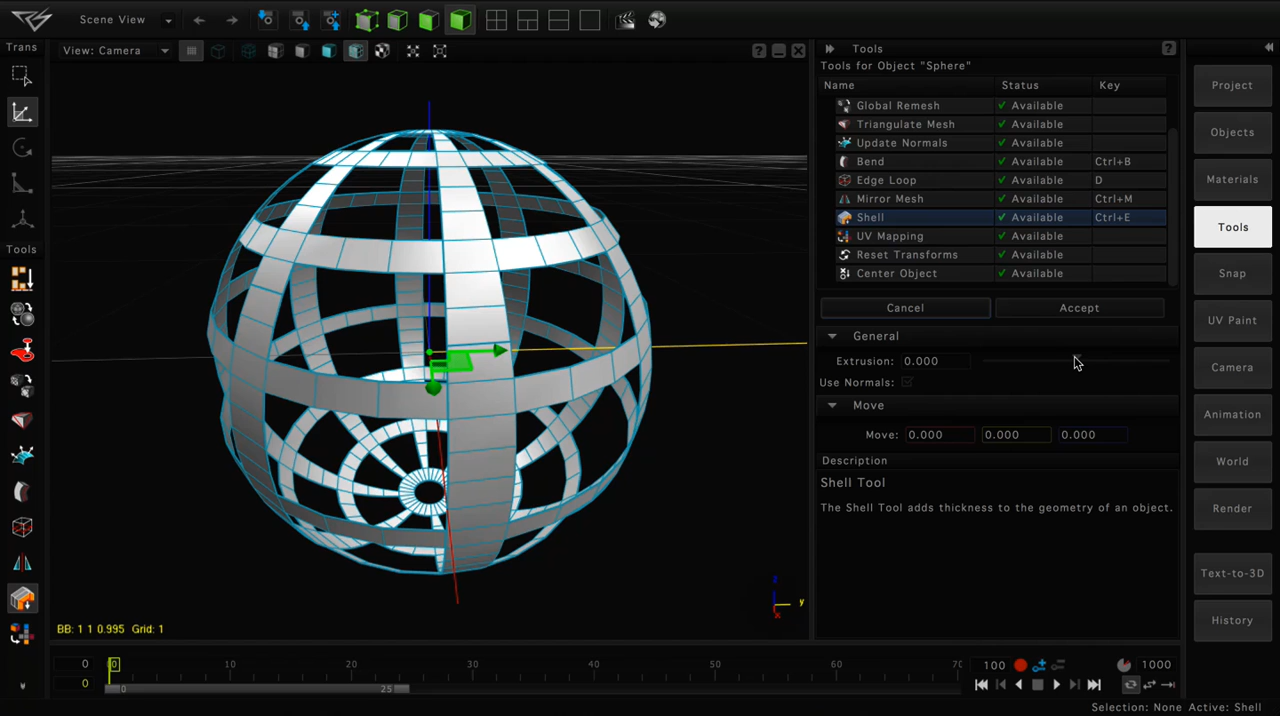 Scene View
Trans
View: Camera
Tools
Tools for Object "Sphere"
Name Status Key
Global Remesh Available
Triangulate Mesh Available
Update Normals Available
Bend Available Ctrl+B
Edge Loop Available D
Mirror Mesh Available Ctrl+M
Shell Available Ctrl+E
UV Mapping Available
Reset Transforms Available
Center Object Available
Cancel Accept
General
Extrusion: 0.000
Use Normals:
Move
Move: 0.000 0.000 0.000
Description
Shell Tool
The Shell Tool adds thickness to the geometry of an object.
Project
Objects
Materials
Tools
Snap
UV Paint
Camera
Animation
World
Render
Text-to-3D
History
Tools
z
y
x
BB: 1 1 0.995 Grid: 1
0 0 10 20 30 40 50 60 70 100 1000
0 0 25
Selection: None Active: Shell